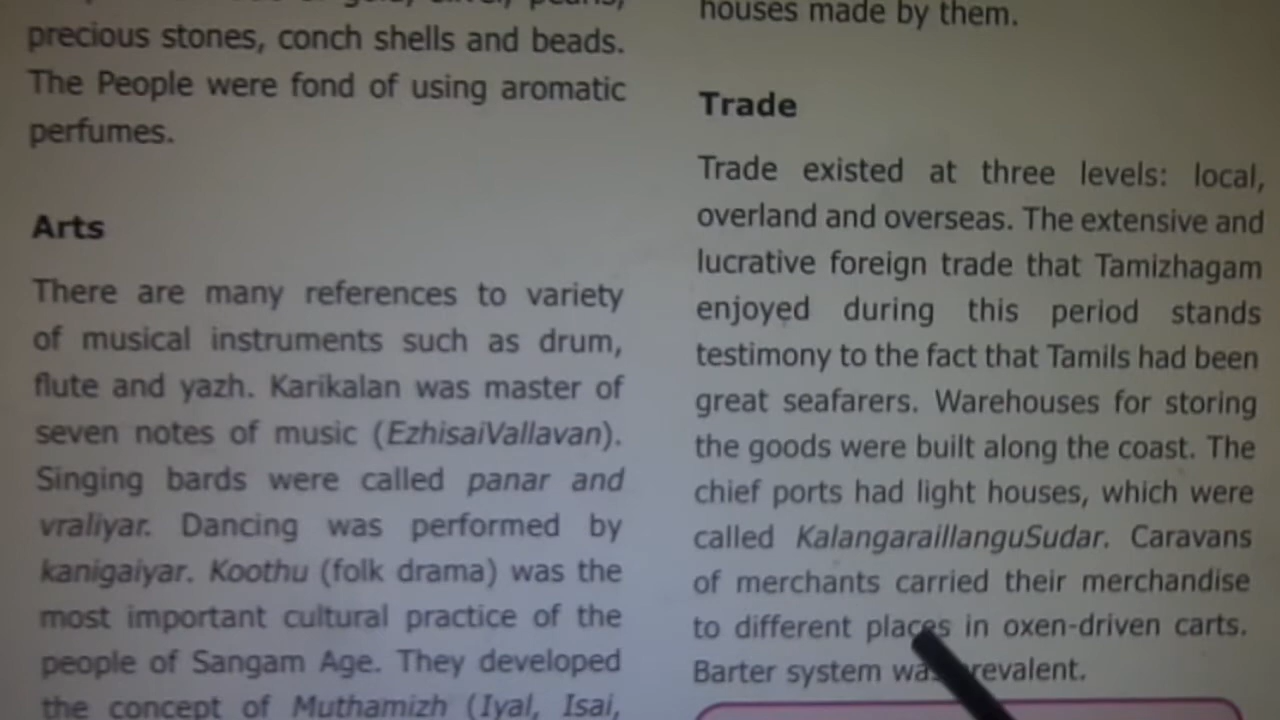 precious stones, conch shells and beads.
The People were fond of using aromatic
perfumes.
Arts
There are many references to variety
of musical instruments such as drum,
flute and yazh. Karikalan was master of
seven notes of music (EzhisaiVallavan).
Singing bards were called panar and
vraliyar. Dancing was performed by
kanigaiyar. Koothu (folk drama) was the
most important cultural practice of the
people of Sangam Age. They developed
the concept of Muthamizh (Iyal, Isai,
houses made by them.
Trade
Trade existed at three levels: local,
overland and overseas. The extensive and
lucrative foreign trade that Tamizhagam
enjoyed during this period stands
testimony to the fact that Tamils had been
great seafarers. Warehouses for storing
the goods were built along the coast. The
chief ports had light houses, which were
called KalangaraillanguSudar. Caravans
of merchants carried their merchandise
to different places in oxen-driven carts.
Barter system was prevalent.